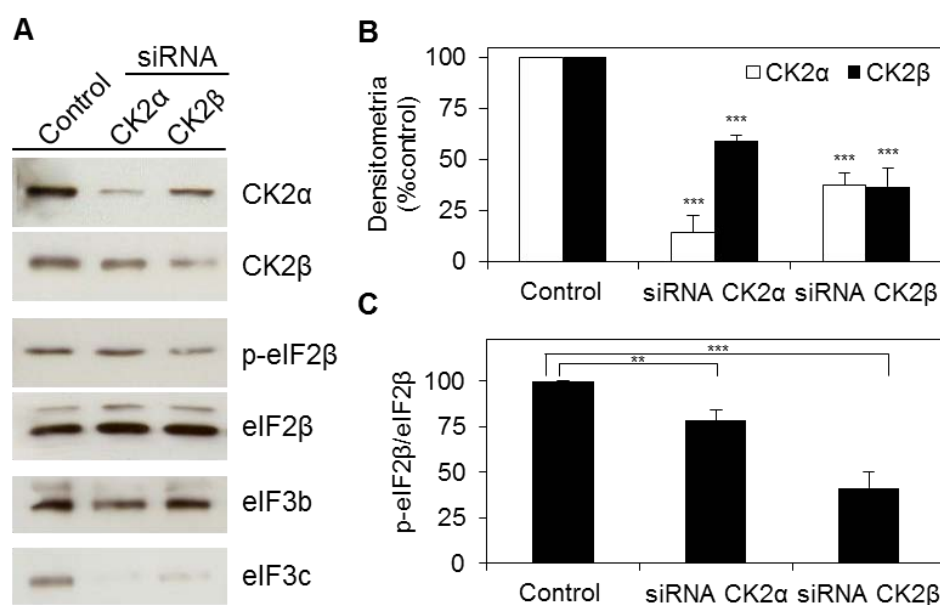 A
siRNA
Control
CK2α
CK2β
CK2α
CK2β
p-eIF2β
eIF2β
eIF3b
eIF3c
B
Densitometria
(%control)
100
75
50
25
0
CK2α
CK2β
***
***
***
***
Control
siRNA CK2α
siRNA CK2β
C
p-eIF2β/eIF2β
100
75
50
25
0
***
**
Control
siRNA CK2α
siRNA CK2β